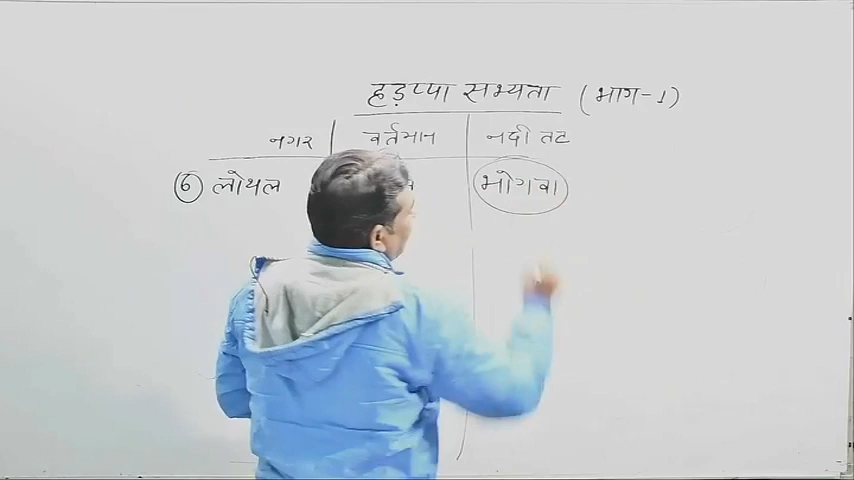 हड़प्पा सभ्यता (भाग-1)
नगर वर्तमान नदी तट
6 लोथल भोगवा